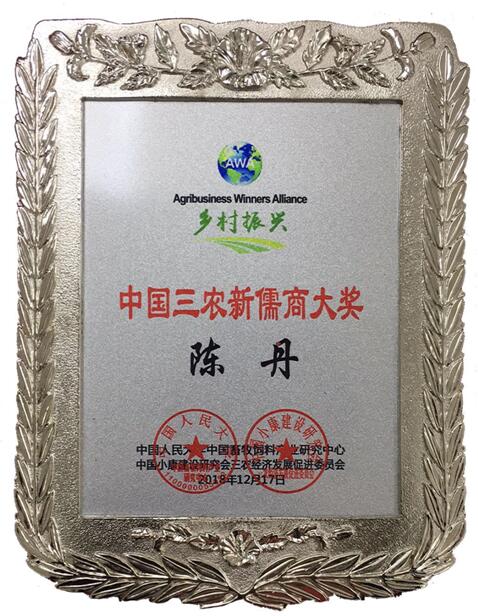 AWA
Agribusiness Winners Alliance
乡村振兴
中国三农新儒商大奖
陈丹
中国人民大学中国畜牧饲料产业研究中心
中国小康建设研究会三农经济发展促进委员会
2018年12月17日